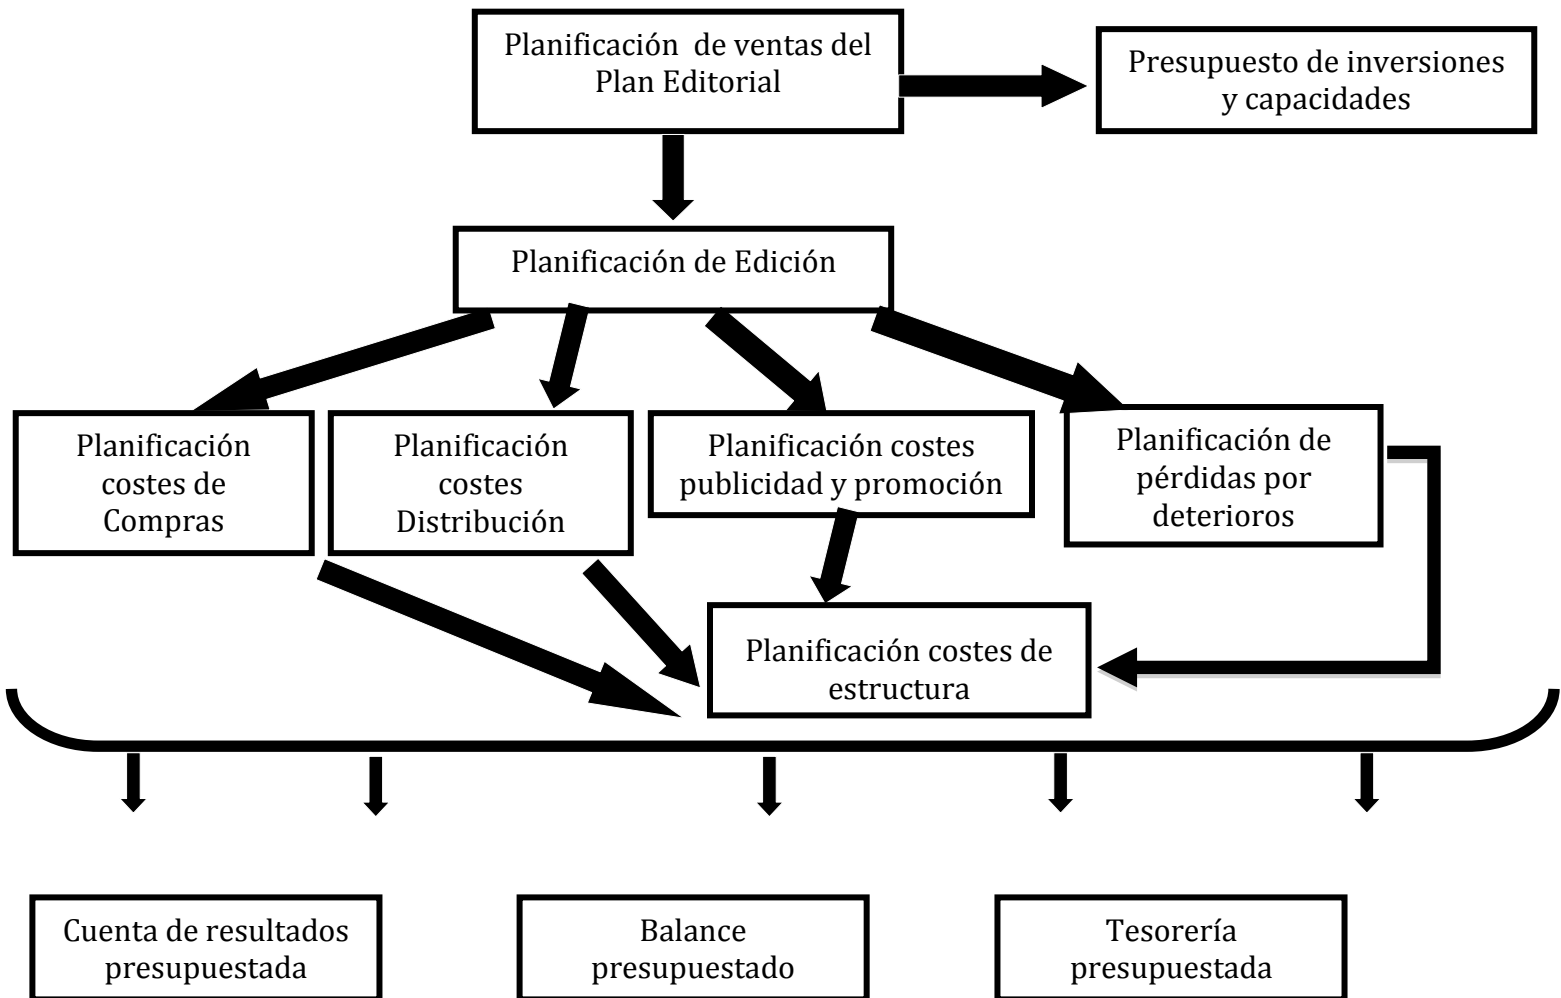 Planificación  de ventas del
Plan Editorial
Presupuesto de inversiones
y capacidades
Planificación de Edición
Planificación
costes de
Compras
Planificación
costes
Distribución
Planificación costes
publicidad y promoción
Planificación de
pérdidas por
deterioros
Planificación costes de
estructura
Cuenta de resultados
presupuestada
Balance
presupuestado
Tesorería
presupuestada